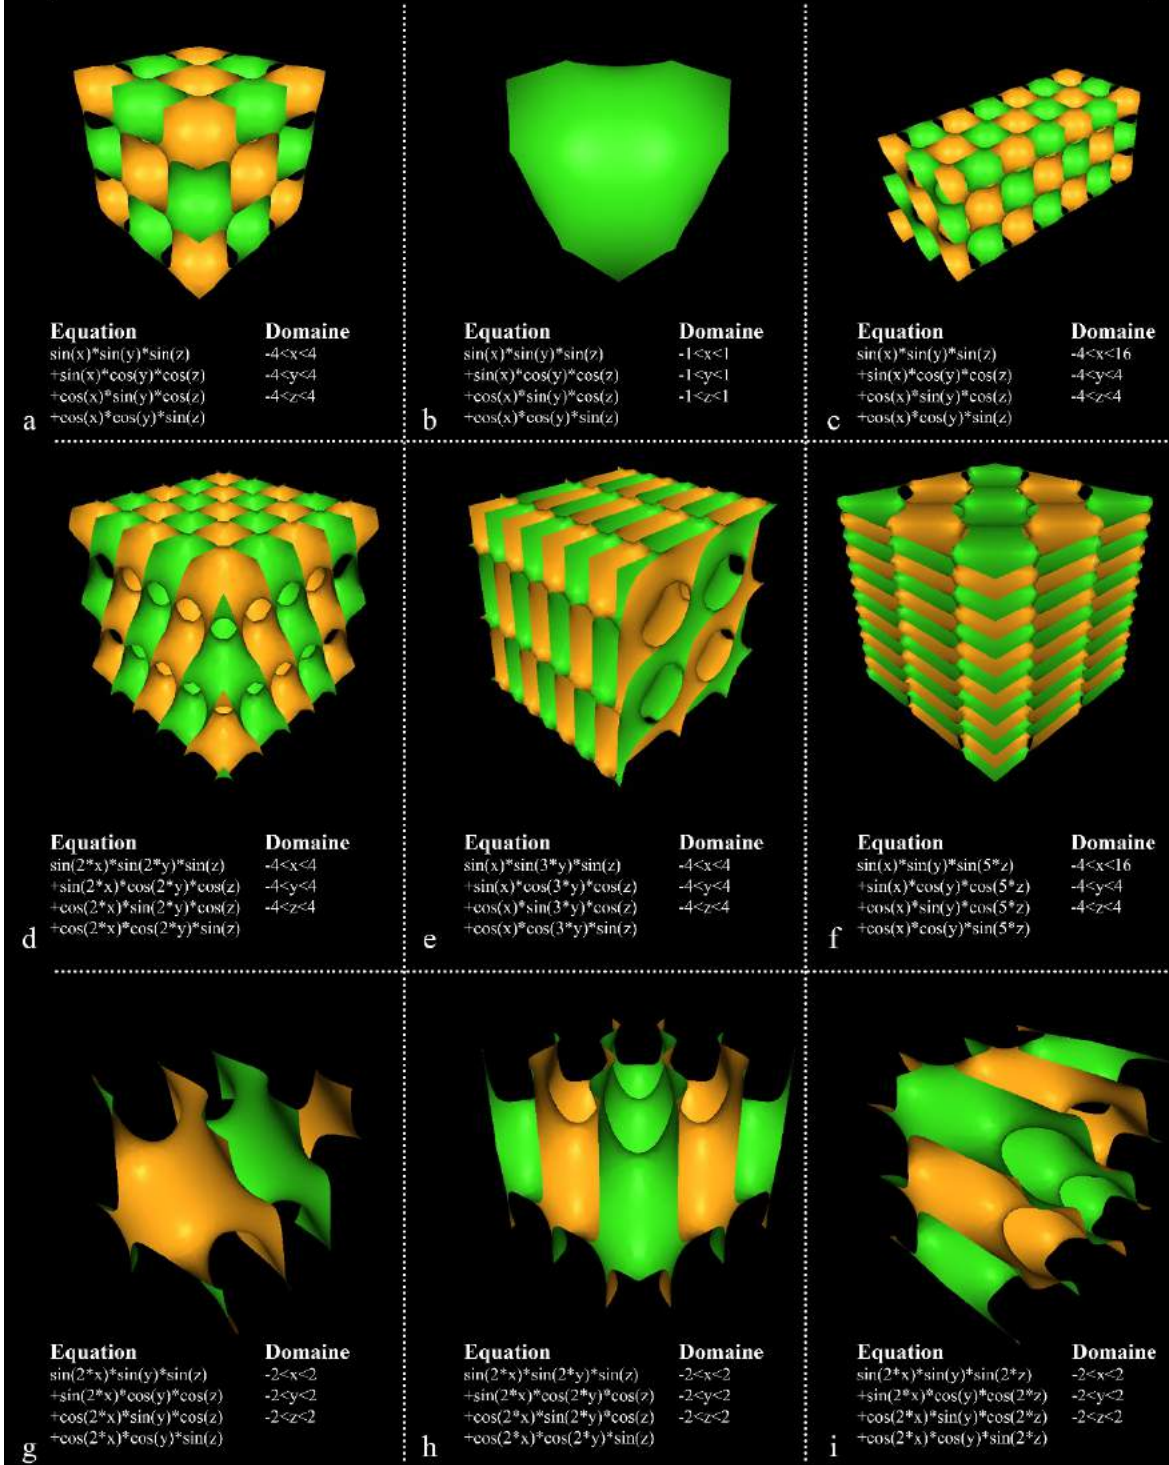 Equation Domaine
sin(x)*sin(y)*sin(z) -4<x<4
+sin(x)*cos(y)*cos(z) -4<y<4
+cos(x)*sin(y)*cos(z) -4<z<4
+cos(x)*cos(y)*sin(z)
a
Equation Domaine
sin(x)*sin(y)*sin(z) -1<x<1
+sin(x)*cos(y)*cos(z) -1<y<1
+cos(x)*sin(y)*cos(z) -1<z<1
+cos(x)*cos(y)*sin(z)
b
Equation Domaine
sin(x)*sin(y)*sin(z) -4<x<16
+sin(x)*cos(y)*cos(z) -4<y<4
+cos(x)*sin(y)*cos(z) -4<z<4
+cos(x)*cos(y)*sin(z)
c
Equation Domaine
sin(2*x)*sin(2*y)*sin(z) -4<x<4
+sin(2*x)*cos(2*y)*cos(z) -4<y<4
+cos(2*x)*sin(2*y)*cos(z) -4<z<4
+cos(2*x)*cos(2*y)*sin(z)
d
Equation Domaine
sin(x)*sin(3*y)*sin(z) -4<x<4
+sin(x)*cos(3*y)*cos(z) -4<y<4
+cos(x)*sin(3*y)*cos(z) -4<z<4
+cos(x)*cos(3*y)*sin(z)
e
Equation Domaine
sin(x)*sin(y)*sin(5*z) -4<x<16
+sin(x)*cos(y)*cos(5*z) -4<y<4
+cos(x)*sin(y)*cos(5*z) -4<z<4
+cos(x)*cos(y)*sin(5*z)
f
Equation Domaine
sin(2*x)*sin(y)*sin(z) -2<x<2
+sin(2*x)*cos(y)*cos(z) -2<y<2
+cos(2*x)*sin(y)*cos(z) -2<z<2
+cos(2*x)*cos(y)*sin(z)
g
Equation Domaine
sin(2*x)*sin(2*y)*sin(z) -2<x<2
+sin(2*x)*cos(2*y)*cos(z) -2<y<2
+cos(2*x)*sin(2*y)*cos(z) -2<z<2
+cos(2*x)*cos(2*y)*sin(z)
h
Equation Domaine
sin(2*x)*sin(y)*sin(2*z) -2<x<2
+sin(2*x)*cos(y)*cos(2*z) -2<y<2
+cos(2*x)*sin(y)*cos(2*z) -2<z<2
+cos(2*x)*cos(y)*sin(2*z)
i